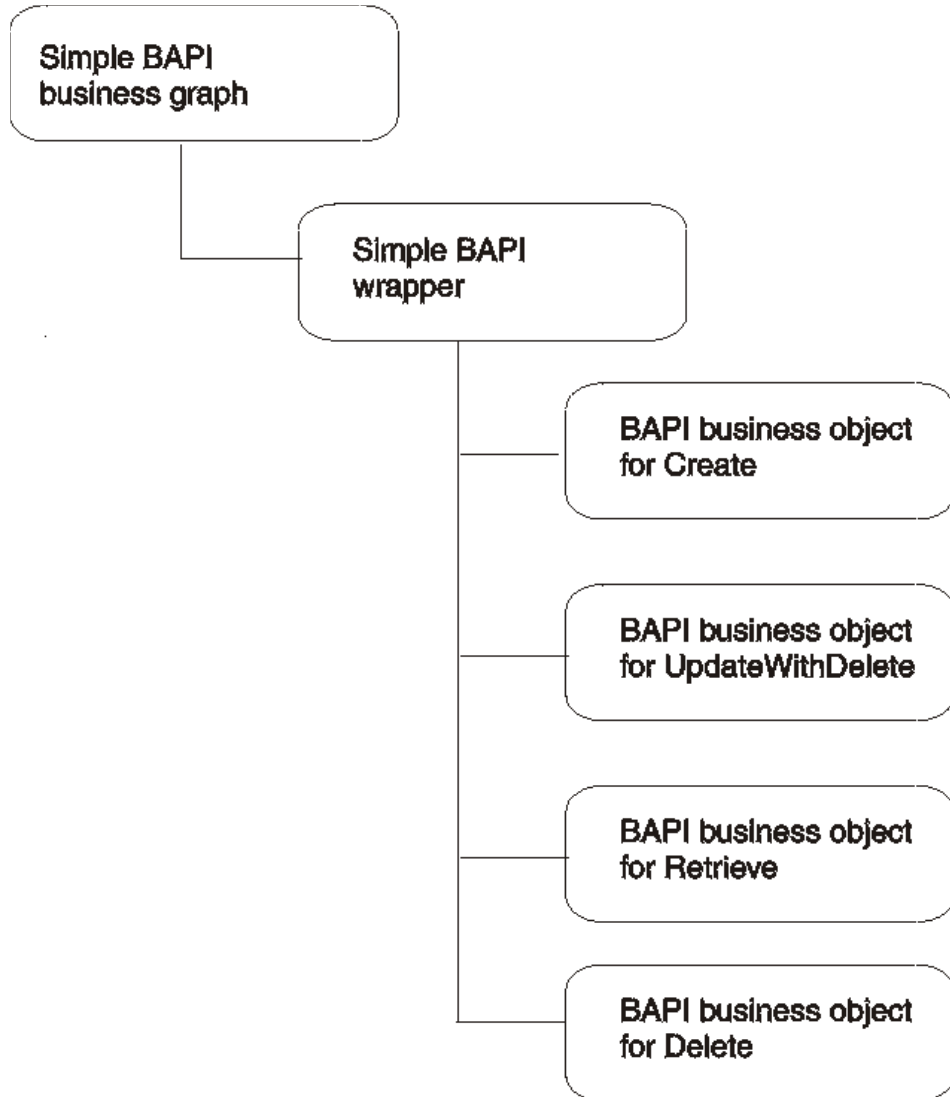 Simple BAPI
business graph
Simple BAPI
wrapper
BAPI business object
for Create
BAPI business object
for UpdateWithDelete
BAPI business object
for Retrieve
BAPI business object
for Delete